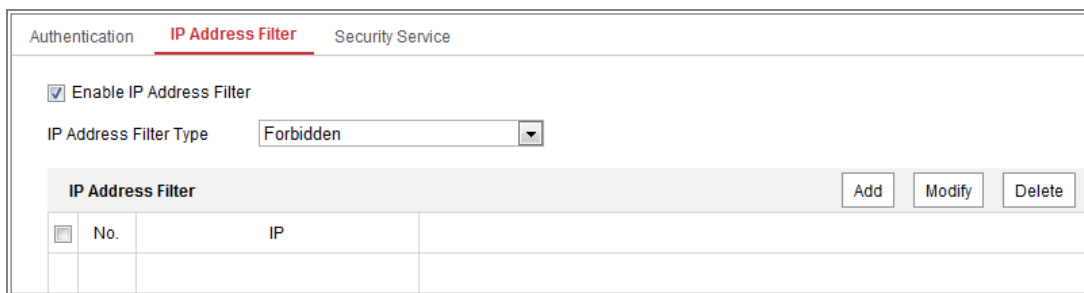 Authentication IP Address Filter Security Service
Enable IP Address Filter
IP Address Filter Type Forbidden
IP Address Filter Add Modify Delete
No. IP